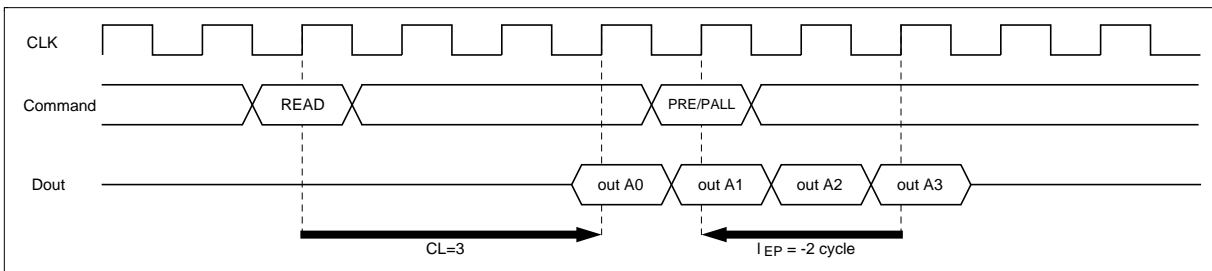 CLK
Command
READ
PRE/PALL
Dout
out A0
out A1
out A2
out A3
CL=3
l EP = -2 cycle